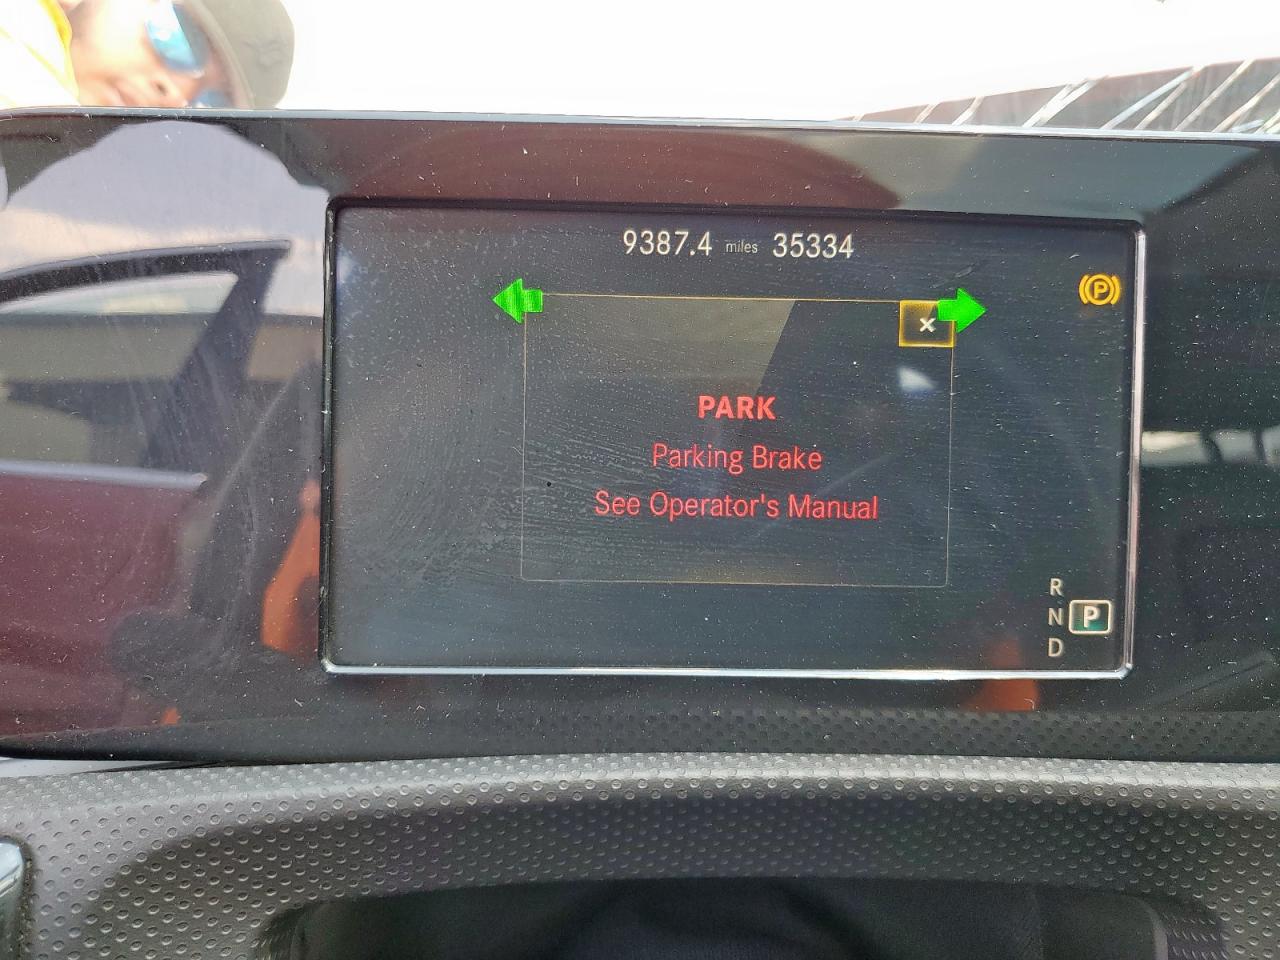 9387.4 miles 35334
P
×
PARK
Parking Brake
See Operator's Manual
R
N P
D